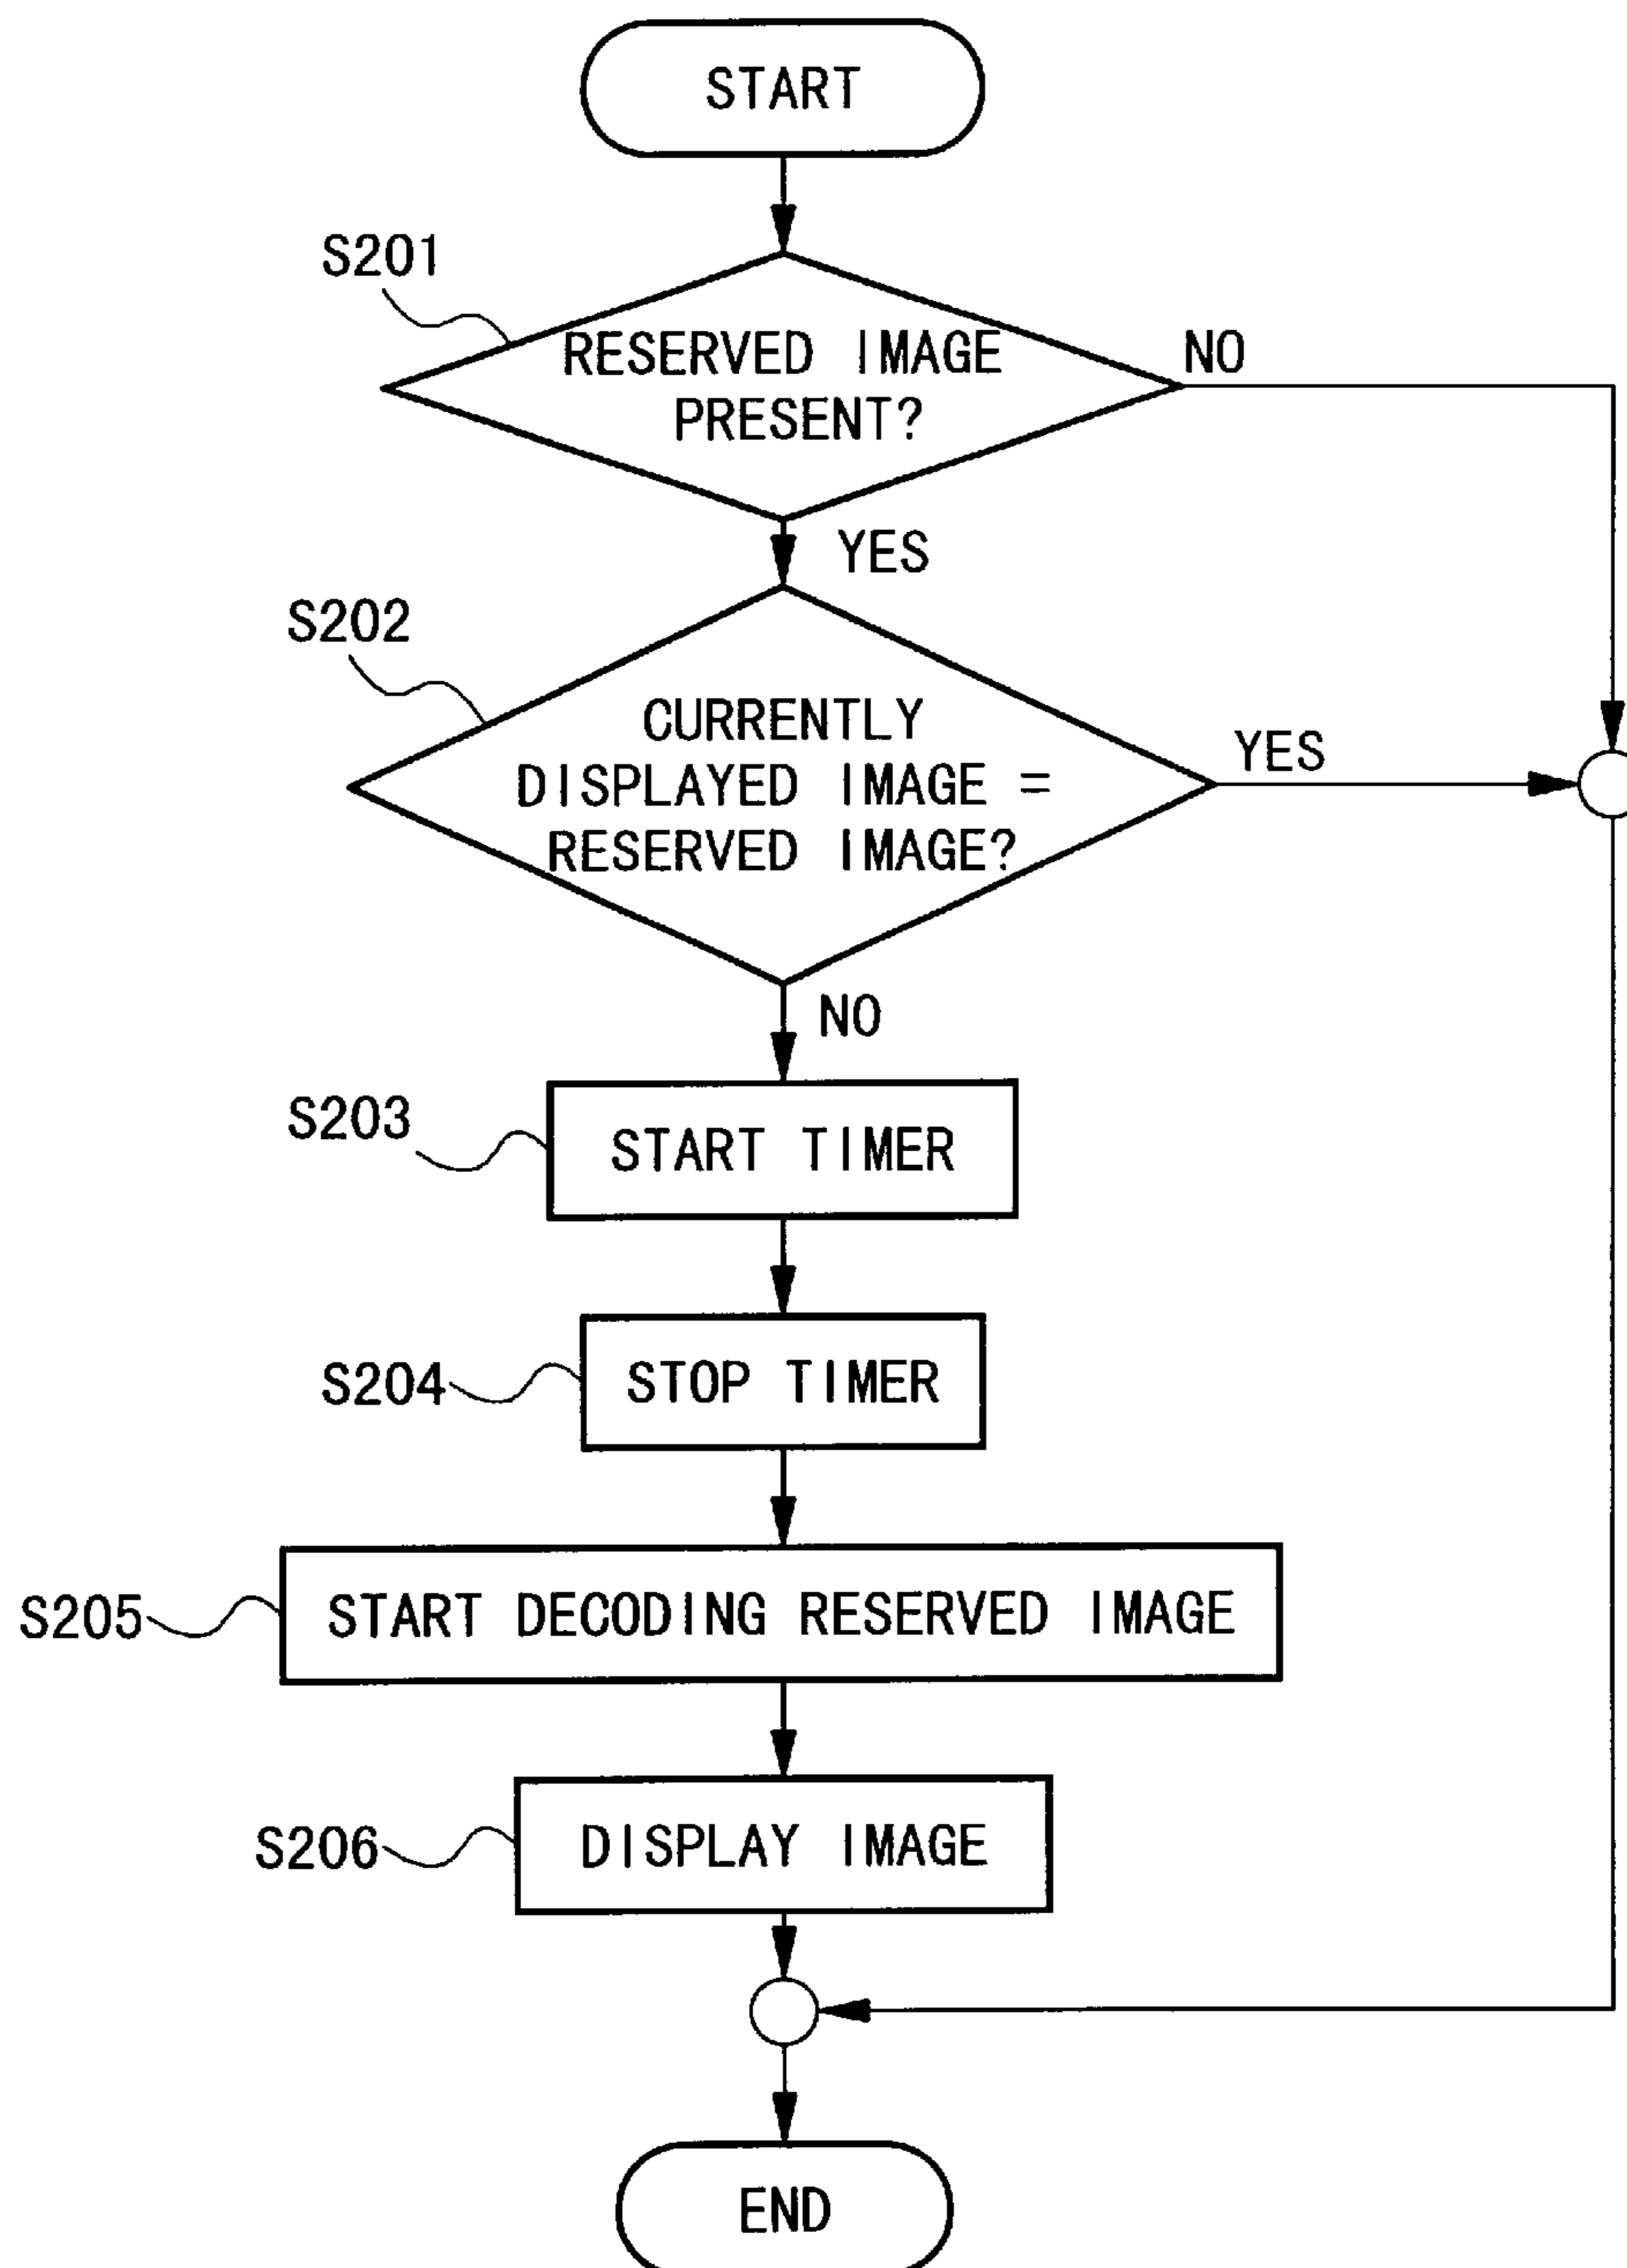 START
S201
RESERVED IMAGE
PRESENT?
NO
YES
S202
CURRENTLY
DISPLAYED IMAGE =
RESERVED IMAGE?
YES
NO
S203
START TIMER
S204
STOP TIMER
S205
START DECODING RESERVED IMAGE
S206
DISPLAY IMAGE
END